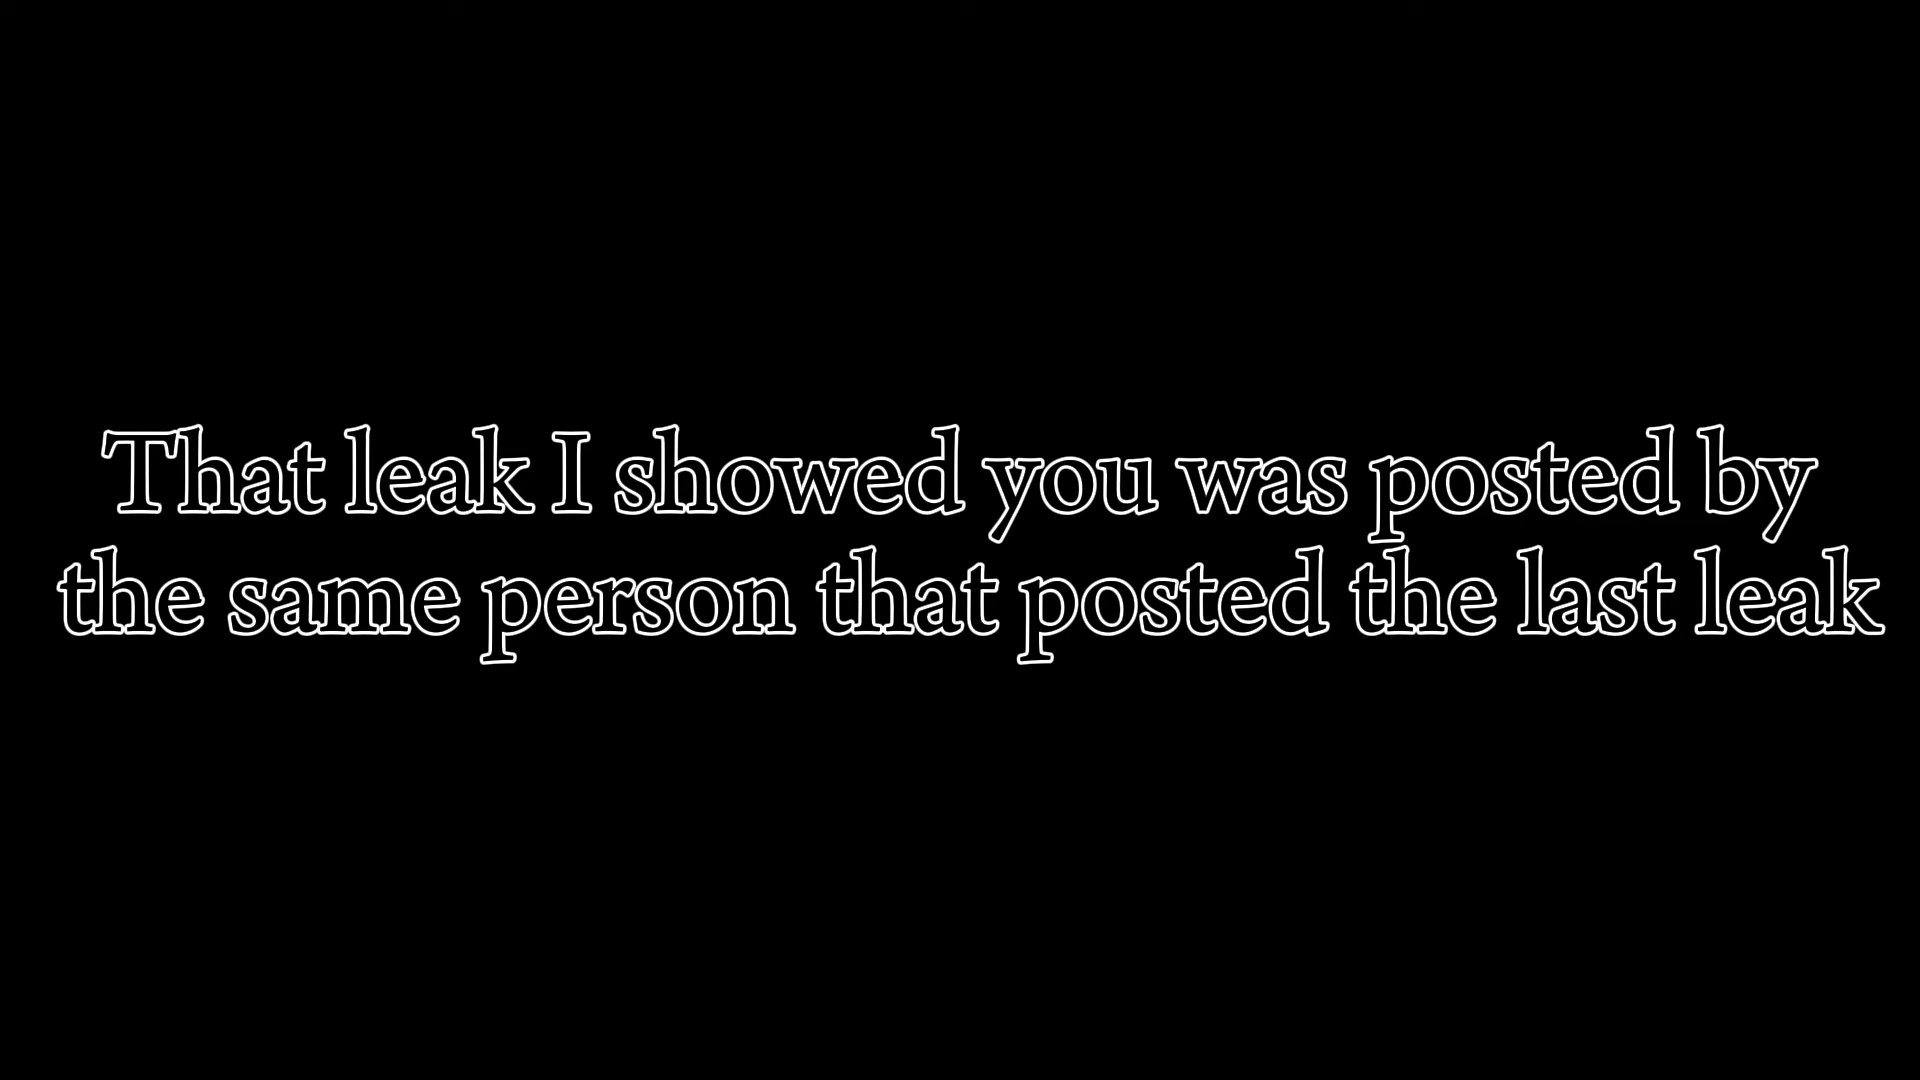 That leak I showed you was posted by
the same person that posted the last leak